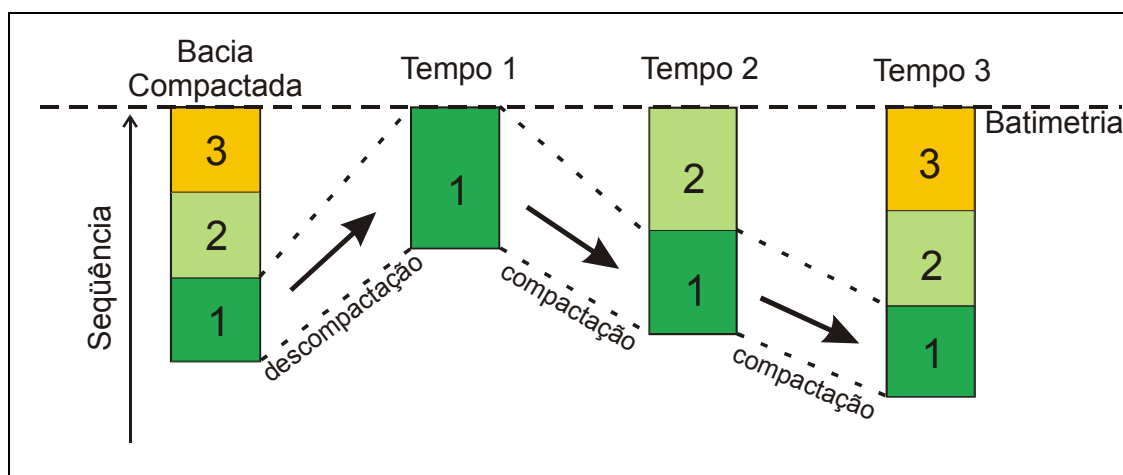 Bacia
Compactada
Tempo 1
Tempo 2
Tempo 3
Batimetria
Seqüência
3
2
1
descompactação
1
compactação
2
1
compactação
3
2
1